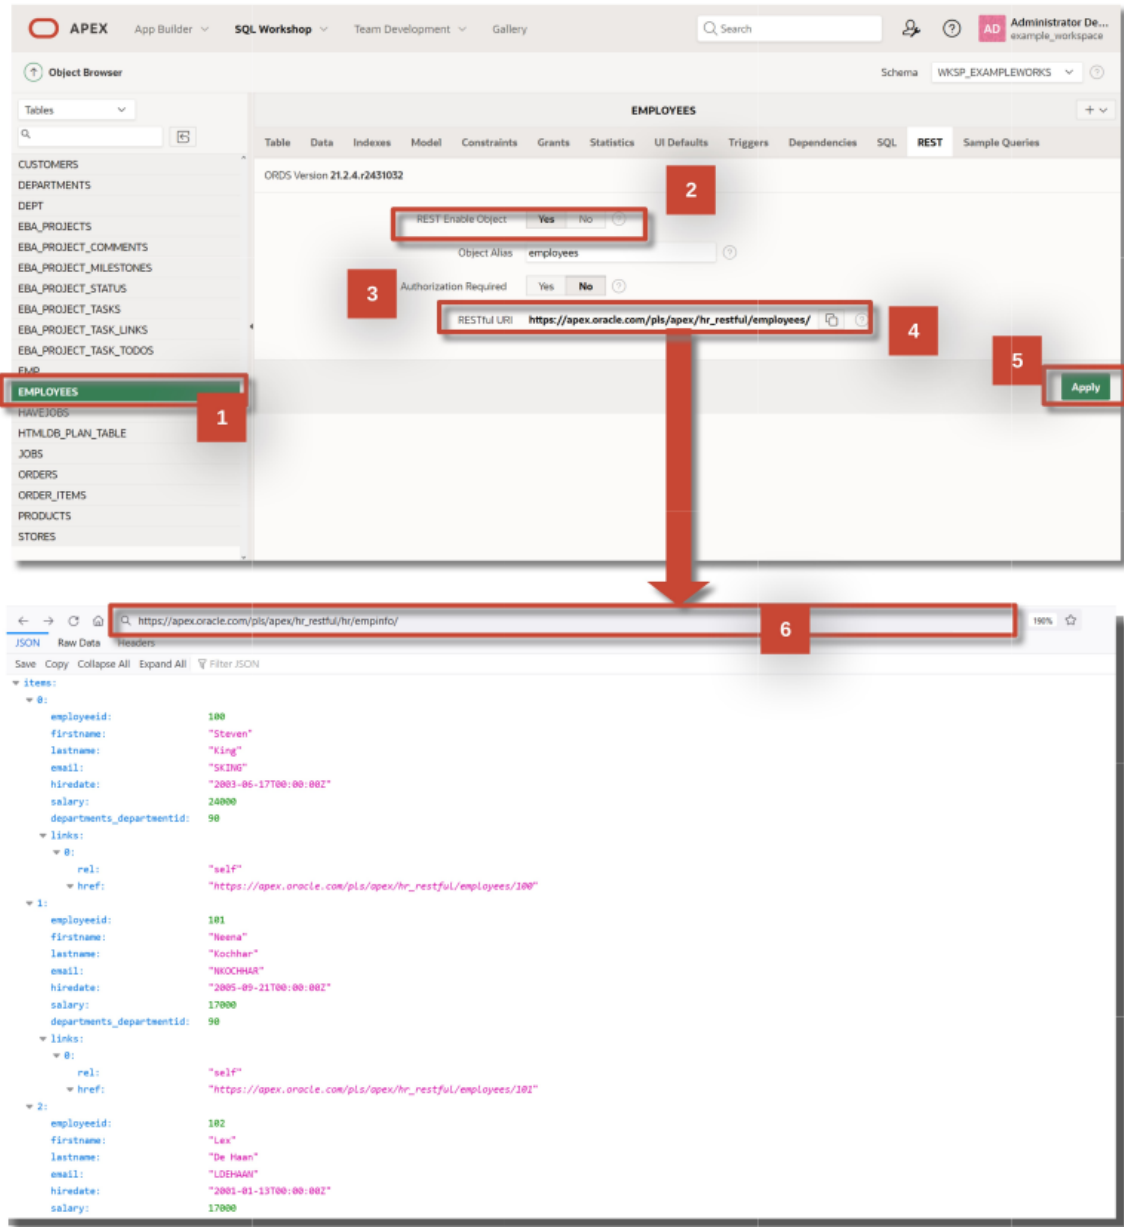 APEX App Builder SQL Workshop Team Development Gallery Search AD Administrator De...
example_workspace
Object Browser Schema WKSP_EXAMPLEWORKS
Tables EMPLOYEES
Table Data Indexes Model Constraints Grants Statistics UI Defaults Triggers Dependencies SQL REST Sample Queries
CUSTOMERS
DEPARTMENTS
DEPT
EBA_PROJECTS
EBA_PROJECT_COMMENTS
EBA_PROJECT_MILESTONES
EBA_PROJECT_STATUS
EBA_PROJECT_TASKS
EBA_PROJECT_TASK_LINKS
EBA_PROJECT_TASK_TODOS
EMP
EMPLOYEES
1
HAVEJOBS
HTMLDB_PLAN_TABLE
JOBS
ORDERS
ORDER_ITEMS
PRODUCTS
STORES
ORDS Version 21.2.4.r2431032
2
REST Enable Object Yes No ?
Object Alias employees ?
3
Authorization Required Yes No ?
RESTful URI https://apex.oracle.com/pls/apex/hr_restful/employees/ ?
4
5
Apply
https://apex.oracle.com/pls/apex/hr_restful/hr/empinfo/ 190%
6
JSON Raw Data Headers
Save Copy Collapse All Expand All Filter JSON
items:
0:
employeeid: 100
firstname: "Steven"
lastname: "King"
email: "SKING"
hiredate: "2003-06-17T00:00:00Z"
salary: 24000
departments_departmentid: 90
links:
0:
rel: "self"
href: "https://apex.oracle.com/pls/apex/hr_restful/employees/100"
1:
employeeid: 101
firstname: "Neena"
lastname: "Kochhar"
email: "NKOCHHAR"
hiredate: "2005-09-21T00:00:00Z"
salary: 17000
departments_departmentid: 90
links:
0:
rel: "self"
href: "https://apex.oracle.com/pls/apex/hr_restful/employees/101"
2:
employeeid: 102
firstname: "Lex"
lastname: "De Haan"
email: "LDEHAAN"
hiredate: "2001-01-13T00:00:00Z"
salary: 17000